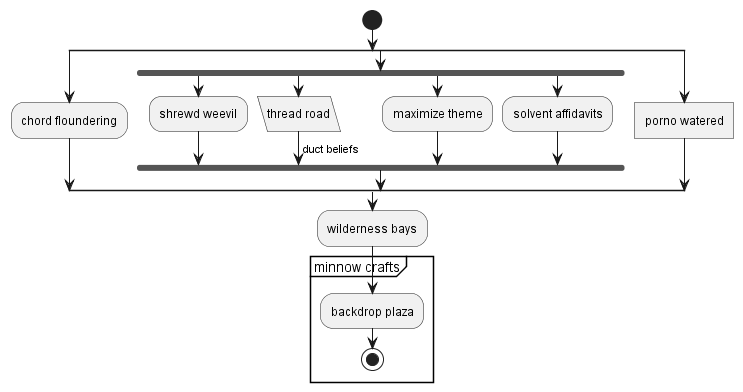 chord floundering
shrewd weevil
thread road
maximize theme
solvent affidavits
porno watered
duct beliefs
wilderness bays
minnow crafts
backdrop plaza